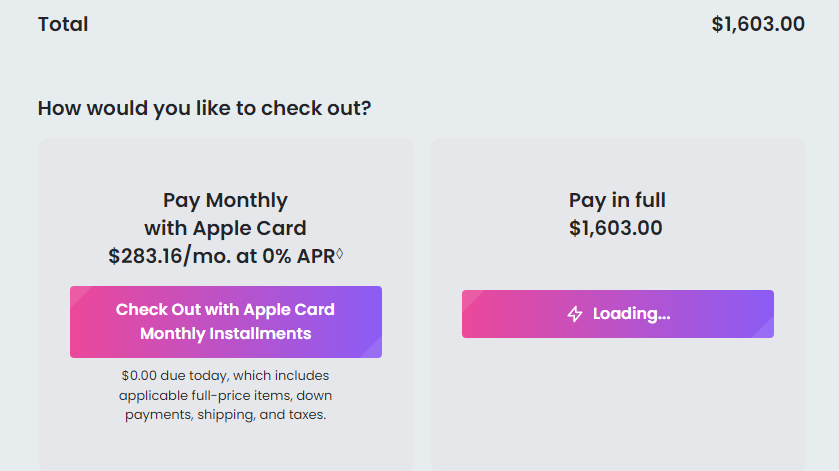 Total $1,603.00
How would you like to check out?
Pay Monthly
with Apple Card
$283.16/mo. at 0% APR◊
Check Out with Apple Card
Monthly Installments
$0.00 due today, which includes
applicable full-price items, down
payments, shipping, and taxes.
Pay in full
$1,603.00
Loading...